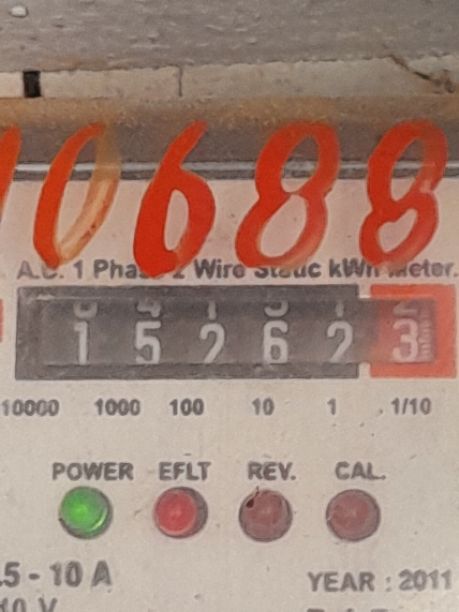 10688
A.C. 1 Phase 2 Wire Static kWh Meter.
152623
10000 1000 100 10 1 1/10
POWER EFLT REV. CAL.
.5 - 10 A
YEAR : 2011
10 V